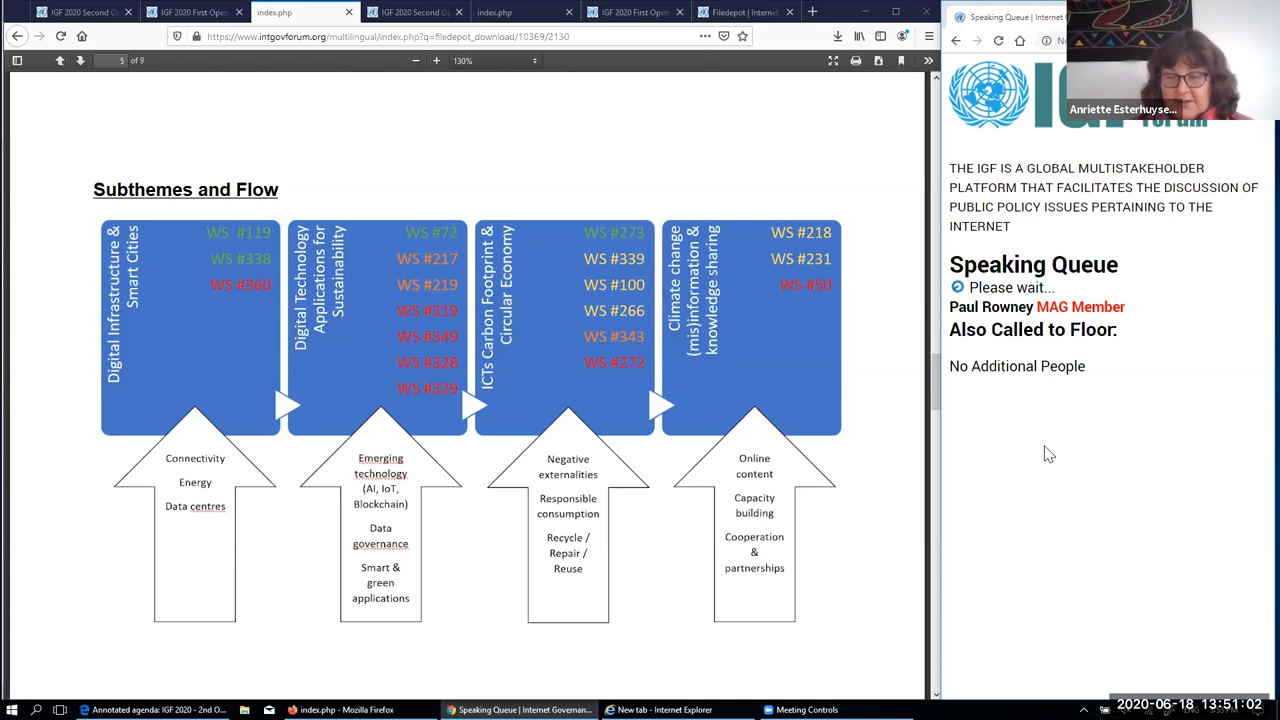 IGF 2020 Second O
IGF 2020 First Open
index.php
IGF 2020 Second O
index.php
IGF 2020 First Open
Filedepot | Internet
https://www.intgovforum.org/multilingual/index.php?q=filedepot_download/10369/2130
5 of 9
130%
Subthemes and Flow
Digital Infrastructure &
Smart Cities
WS #119
WS #338
WS #360
Connectivity
Energy
Data centres
Digital Technology
Applications for
Sustainability
WS #72
WS #217
WS #219
WS #319
WS #349
WS #328
WS #329
Emerging
technology
(AI, IoT,
Blockchain)
Data
governance
Smart &
green
applications
ICTs Carbon Footprint &
Circular Economy
WS #273
WS #339
WS #100
WS #266
WS #343
WS #272
Negative
externalities
Responsible
consumption
Recycle /
Repair /
Reuse
Climate change
(mis)information &
knowledge sharing
WS #218
WS #231
WS #50
Online
content
Capacity
building
Cooperation
&
partnerships
Speaking Queue | Internet G
Anriette Esterhuyse...
THE IGF IS A GLOBAL MULTISTAKEHOLDER
PLATFORM THAT FACILITATES THE DISCUSSION OF
PUBLIC POLICY ISSUES PERTAINING TO THE
INTERNET
Speaking Queue
Please wait...
Paul Rowney MAG Member
Also Called to Floor:
No Additional People
Annotated agenda: IGF 2020 - 2nd O...
index.php - Mozilla Firefox
Speaking Queue | Internet Governan...
New tab - Internet Explorer
Meeting Controls
2020-06-18 13:51:02